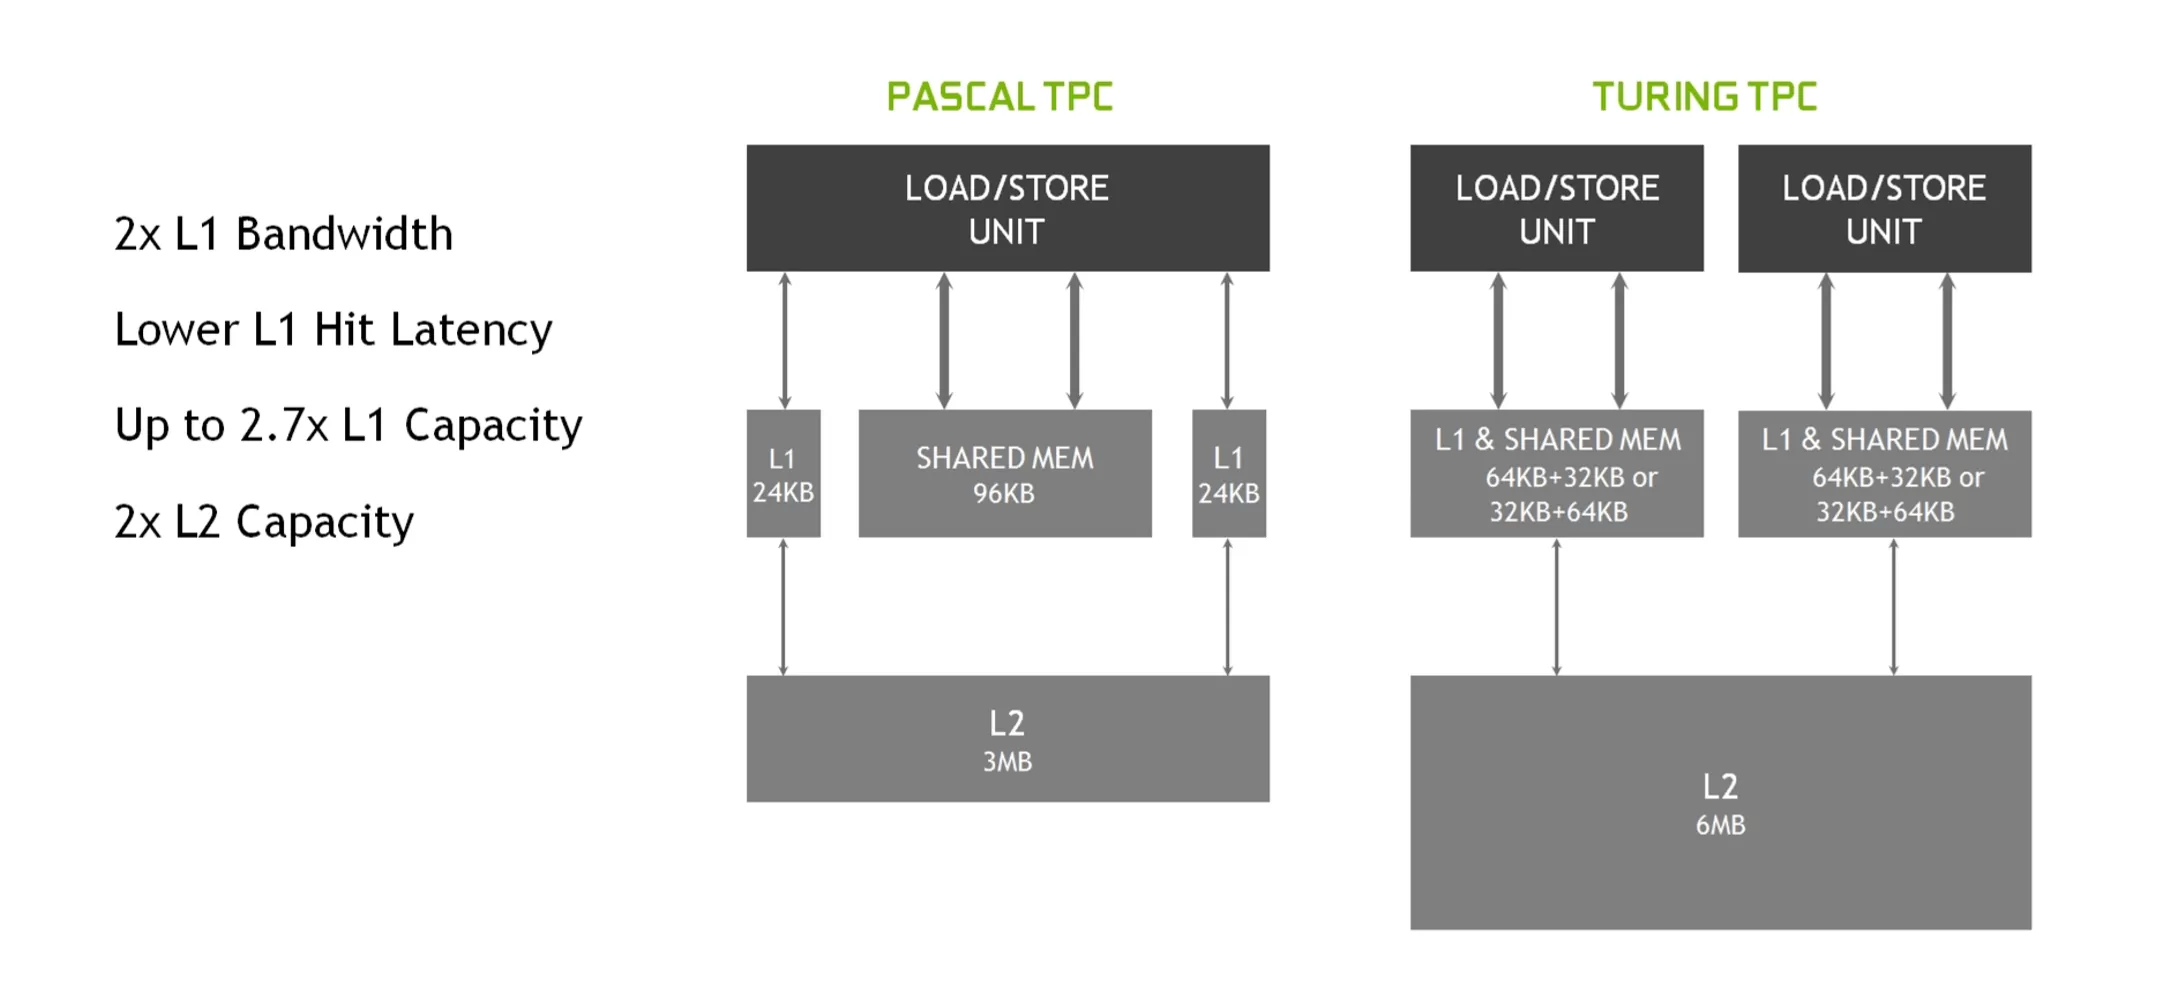 2x L1 Bandwidth
Lower L1 Hit Latency
Up to 2.7x L1 Capacity
2x L2 Capacity
PASCAL TPC
LOAD/STORE
UNIT
L1
24KB
SHARED MEM
96KB
L1
24KB
L2
3MB
TURING TPC
LOAD/STORE
UNIT
LOAD/STORE
UNIT
L1 & SHARED MEM
64KB+32KB or
32KB+64KB
L1 & SHARED MEM
64KB+32KB or
32KB+64KB
L2
6MB